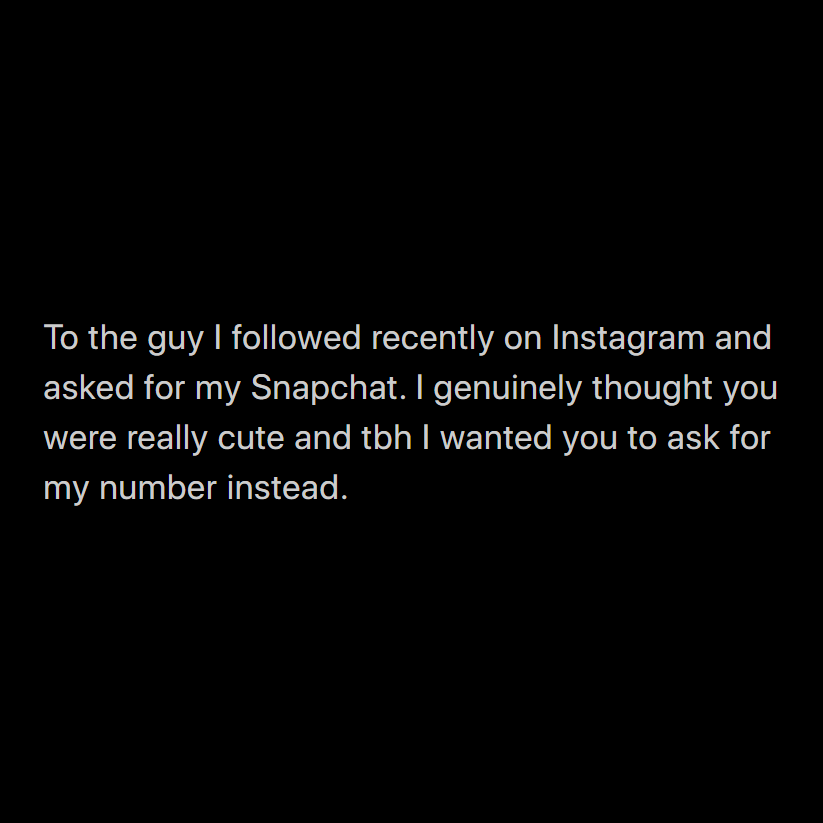 To the guy I followed recently on Instagram and
asked for my Snapchat. I genuinely thought you
were really cute and tbh I wanted you to ask for
my number instead.